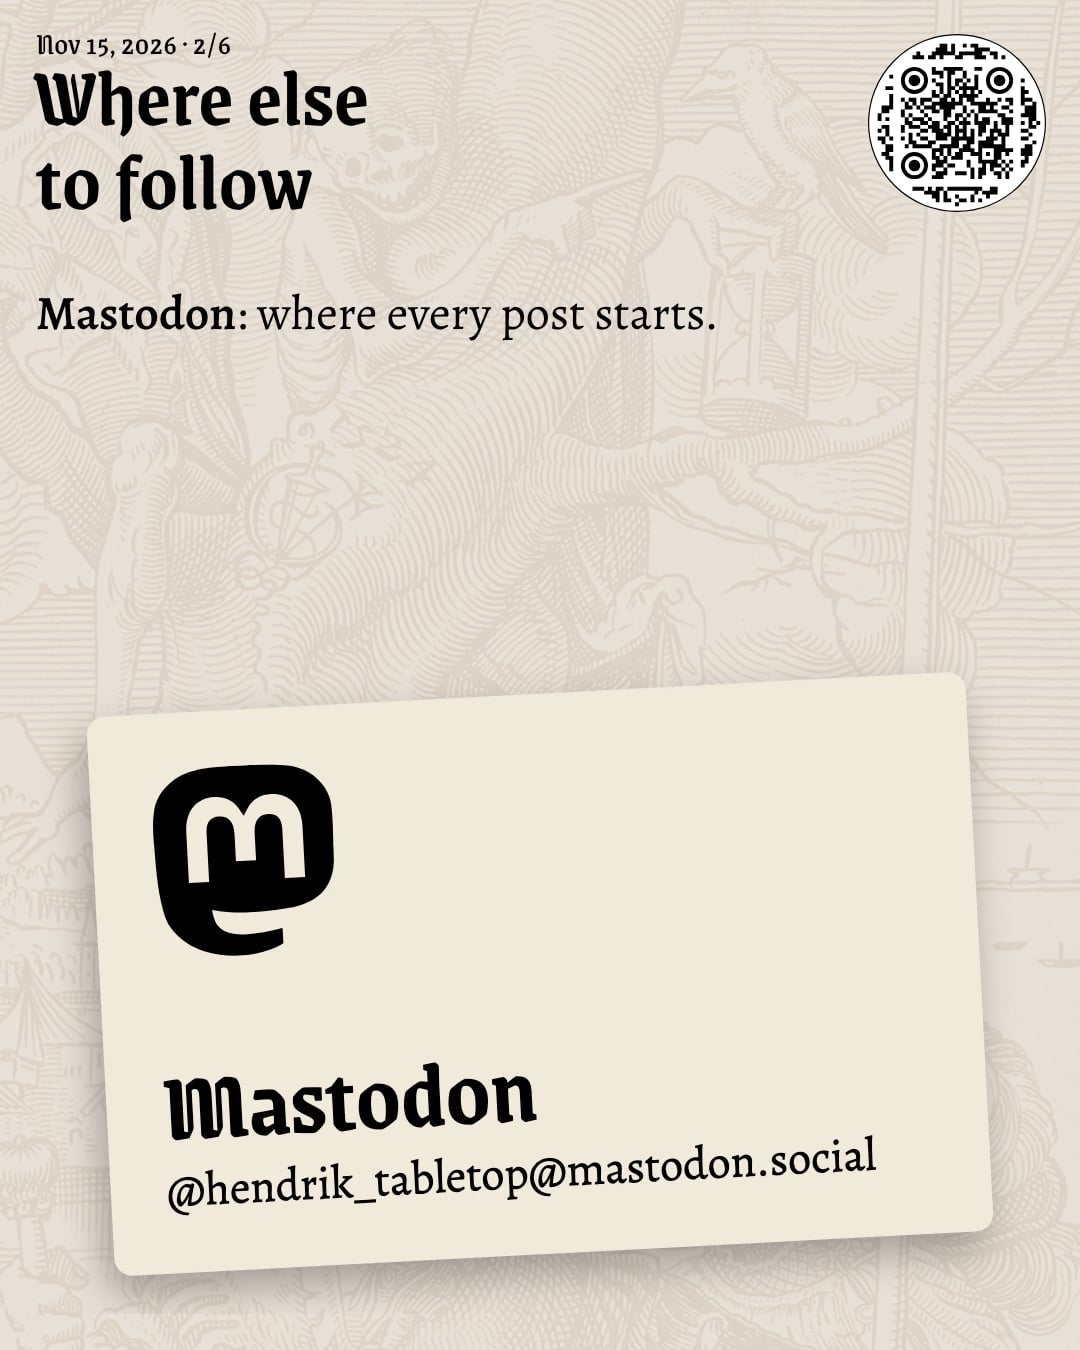 Nov 15, 2026 · 2/6
Where else
to follow
Mastodon: where every post starts.
Mastodon
@hendrik_tabletop@mastodon.social